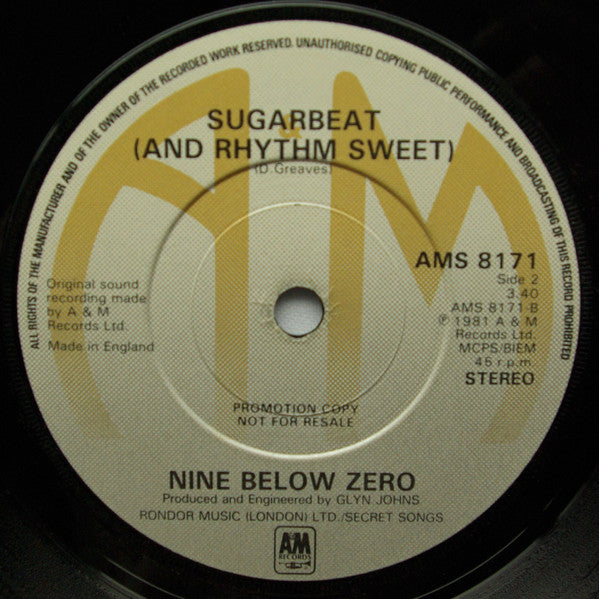 ALL RIGHTS OF THE MANUFACTURER AND OF THE OWNER OF THE RECORDED WORK RESERVED. UNAUTHORISED COPYING PUBLIC PERFORMANCE AND BROADCASTING OF THIS RECORD PROHIBITED
SUGARBEAT
(AND RHYTHM SWEET)
(D. Greaves)
Original sound
recording made
by A & M
Records Ltd.
Made in England
AMS 8171
Side 2
3.40
AMS 8171-B
℗ 1981 A & M
Records Ltd.
MCPS/BIEM
45 r.p.m.
STEREO
PROMOTION COPY
NOT FOR RESALE
NINE BELOW ZERO
Produced and Engineered by GLYN JOHNS
RONDOR MUSIC (LONDON) LTD./SECRET SONGS
A&M
RECORDS